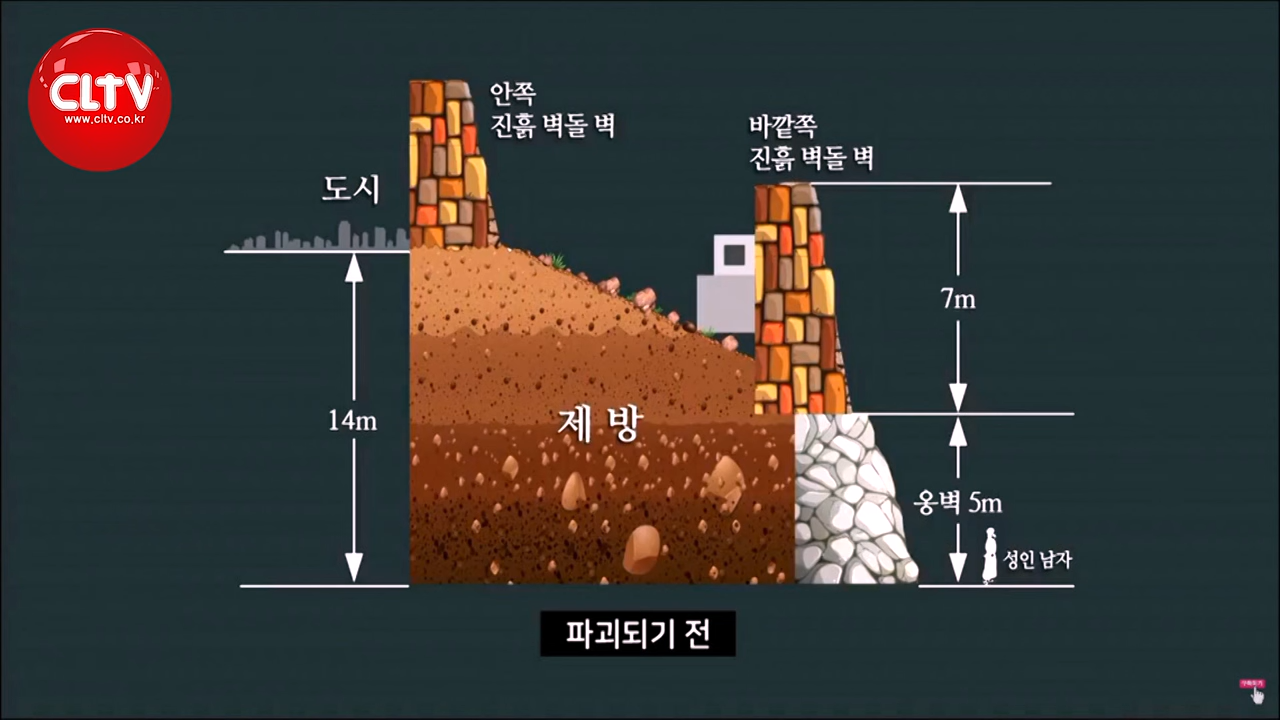 CLTV
www.cltv.co.kr
안쪽
진흙 벽돌 벽
바깥쪽
진흙 벽돌 벽
도시
7m
14m
제 방
옹벽 5m
성인 남자
파괴되기 전